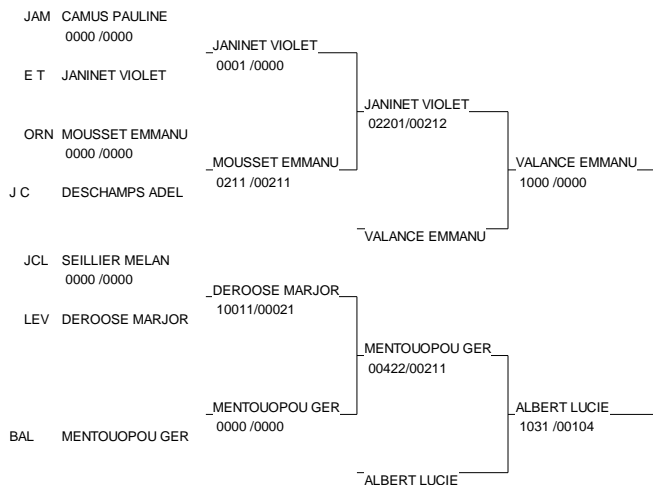 JAM CAMUS PAULINE
0000 /0000
JANINET VIOLET
0001 /0000
E T JANINET VIOLET
JANINET VIOLET
02201/00212
ORN MOUSSET EMMANU
0000 /0000
MOUSSET EMMANU
0211 /00211
VALANCE EMMANU
1000 /0000
J C DESCHAMPS ADEL
VALANCE EMMANU
JCL SEILLIER MELAN
0000 /0000
DEROOSE MARJOR
10011/00021
LEV DEROOSE MARJOR
MENTOUOPOU GER
00422/00211
MENTOUOPOU GER
0000 /0000
ALBERT LUCIE
1031 /00104
BAL MENTOUOPOU GER
ALBERT LUCIE